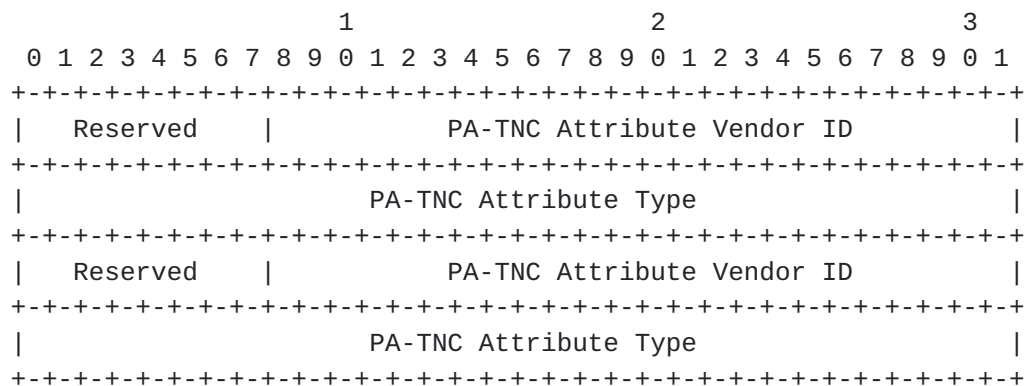 1                   2                   3
 0 1 2 3 4 5 6 7 8 9 0 1 2 3 4 5 6 7 8 9 0 1 2 3 4 5 6 7 8 9 0 1
+-+-+-+-+-+-+-+-+-+-+-+-+-+-+-+-+-+-+-+-+-+-+-+-+-+-+-+-+-+-+-+-+
|   Reserved    |           PA-TNC Attribute Vendor ID          |
+-+-+-+-+-+-+-+-+-+-+-+-+-+-+-+-+-+-+-+-+-+-+-+-+-+-+-+-+-+-+-+-+
|                      PA-TNC Attribute Type                    |
+-+-+-+-+-+-+-+-+-+-+-+-+-+-+-+-+-+-+-+-+-+-+-+-+-+-+-+-+-+-+-+-+
|   Reserved    |           PA-TNC Attribute Vendor ID          |
+-+-+-+-+-+-+-+-+-+-+-+-+-+-+-+-+-+-+-+-+-+-+-+-+-+-+-+-+-+-+-+-+
|                      PA-TNC Attribute Type                    |
+-+-+-+-+-+-+-+-+-+-+-+-+-+-+-+-+-+-+-+-+-+-+-+-+-+-+-+-+-+-+-+-+